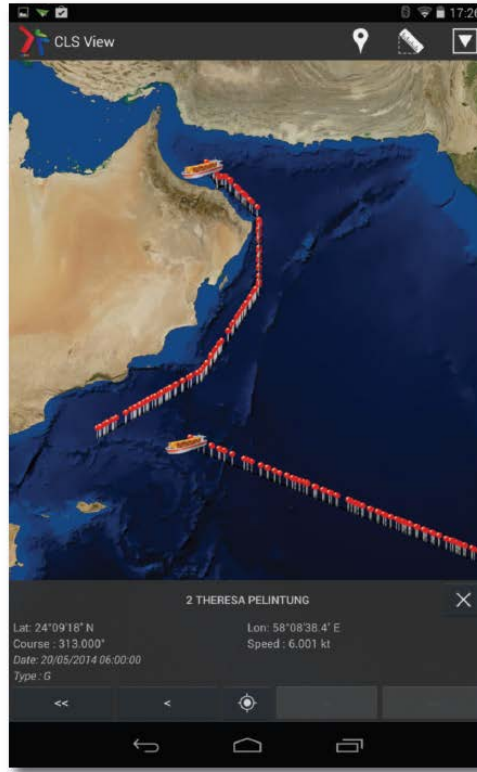 17:26
CLS View
2 THERESA PELINTUNG
Lat: 24°09'18" N
Lon: 58°08'38.4" E
Course : 313.000°
Speed : 6.001 kt
Date: 20/05/2014 06:00:00
Type : G
<<
<